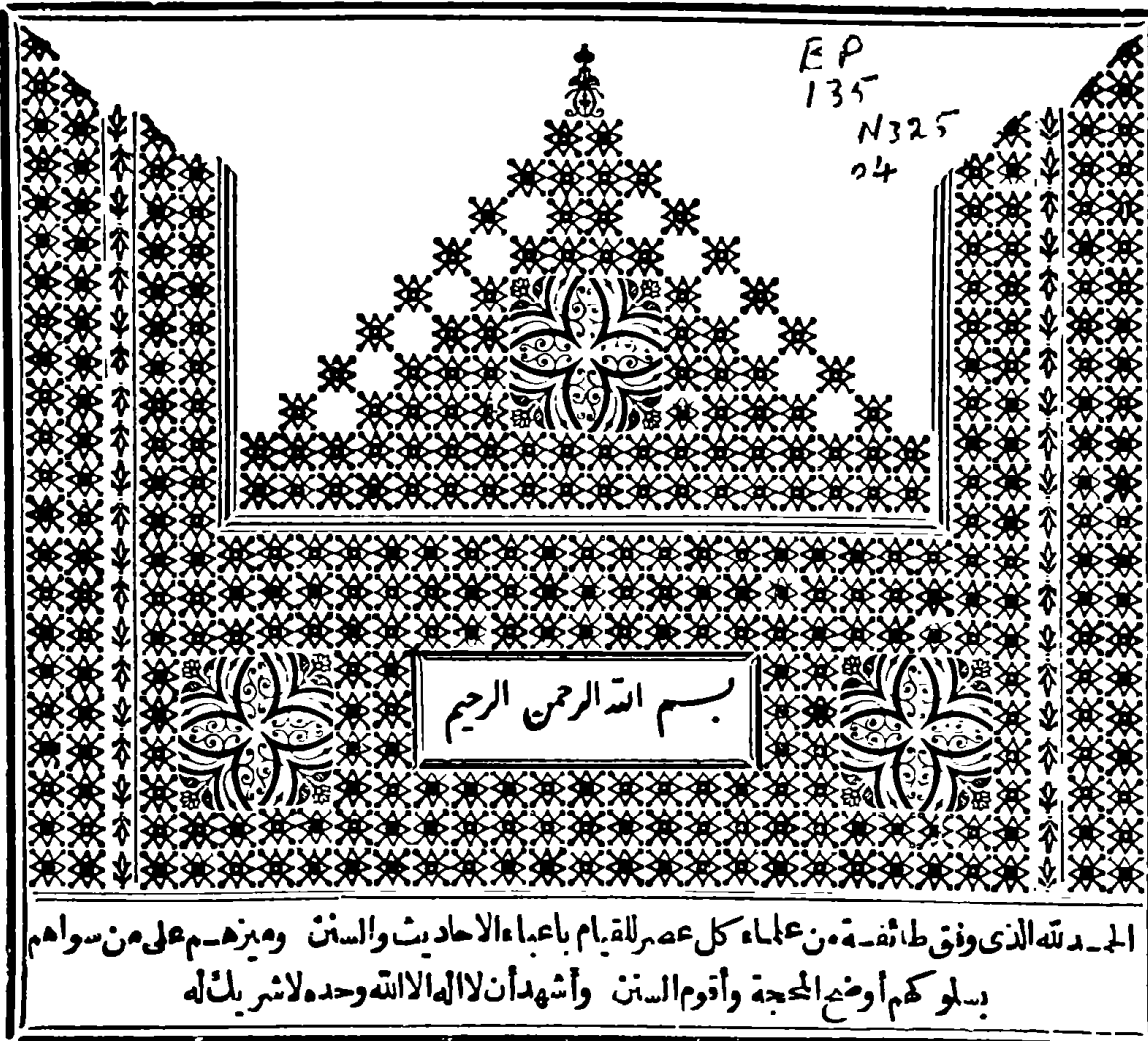 EP
135
N325
04
بسم الله الرحمن الرحيم
الحمد لله الذى وفق طائفة من علماء كل عصر للقيام باعباء الاحاديث والسنن وميزهم على من سواهم
بسلوكهم أوضح المحجة وأقوم السنن وأشهد أن لا اله الا الله وحده لا شريك له